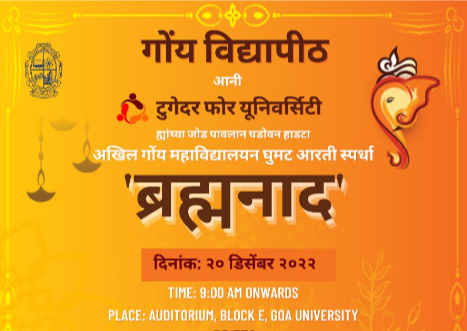 गोंय विद्यापीठ
आनी
टुगेदर फोर यूनिवर्सिटी
ह्यांच्या जोड पावलान घडोवन हाडटा
अखिल गोंय महाविद्यालयन घुमट आरती स्पर्धा
'ब्रह्मनाद'
दिनांक: २० डिसेंबर २०२२
TIME: 9:00 AM ONWARDS
PLACE: AUDITORIUM, BLOCK E, GOA UNIVERSITY